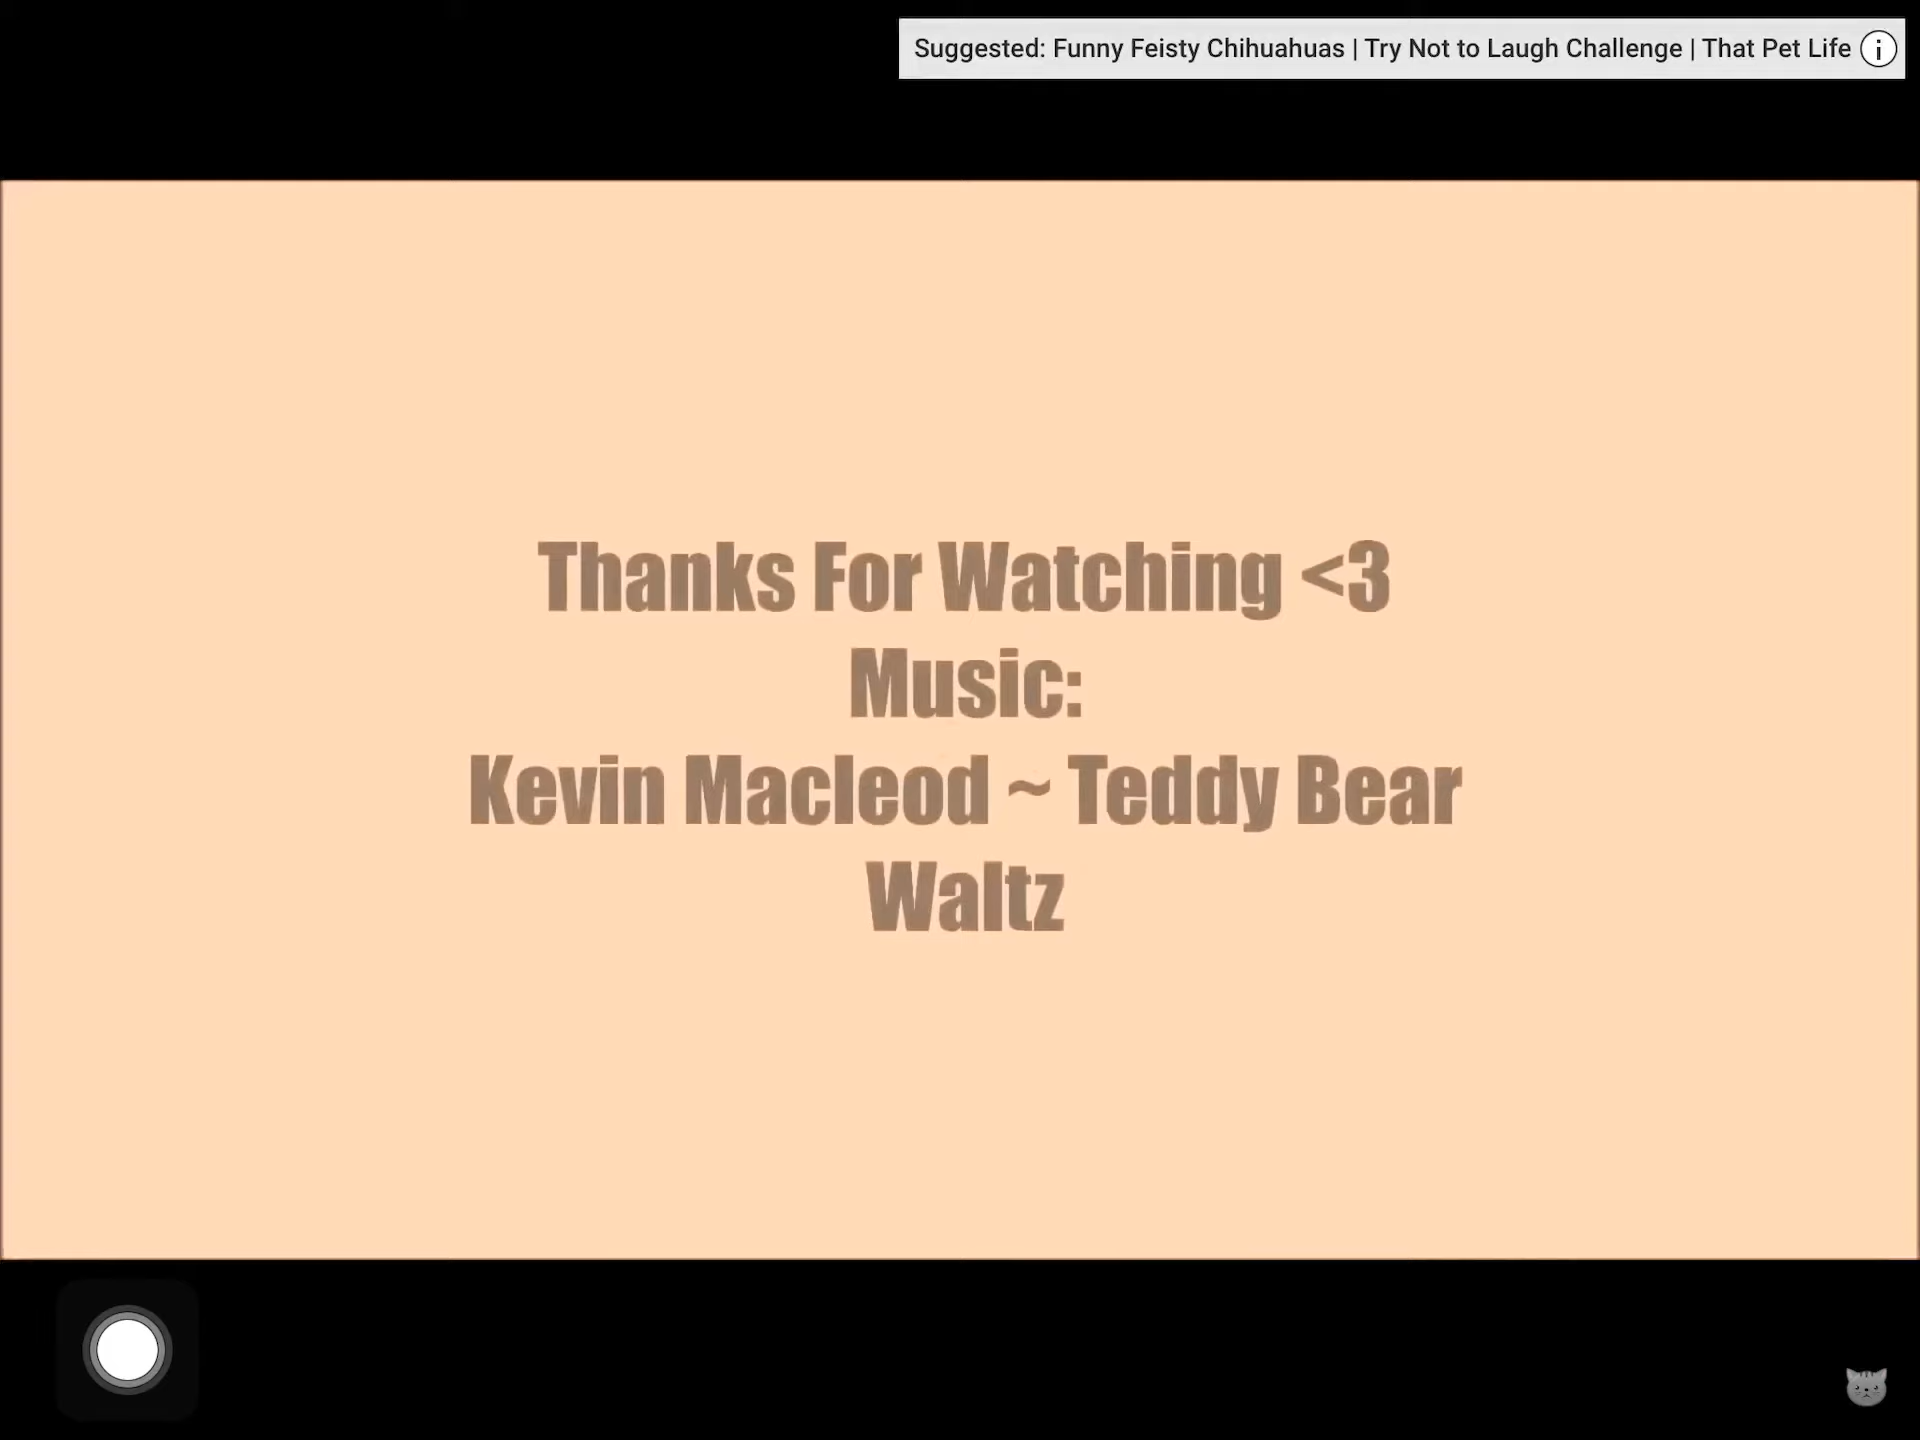 Suggested: Funny Feisty Chihuahuas | Try Not to Laugh Challenge | That Pet Life
Thanks For Watching <3
Music:
Kevin Macleod ~ Teddy Bear
Waltz